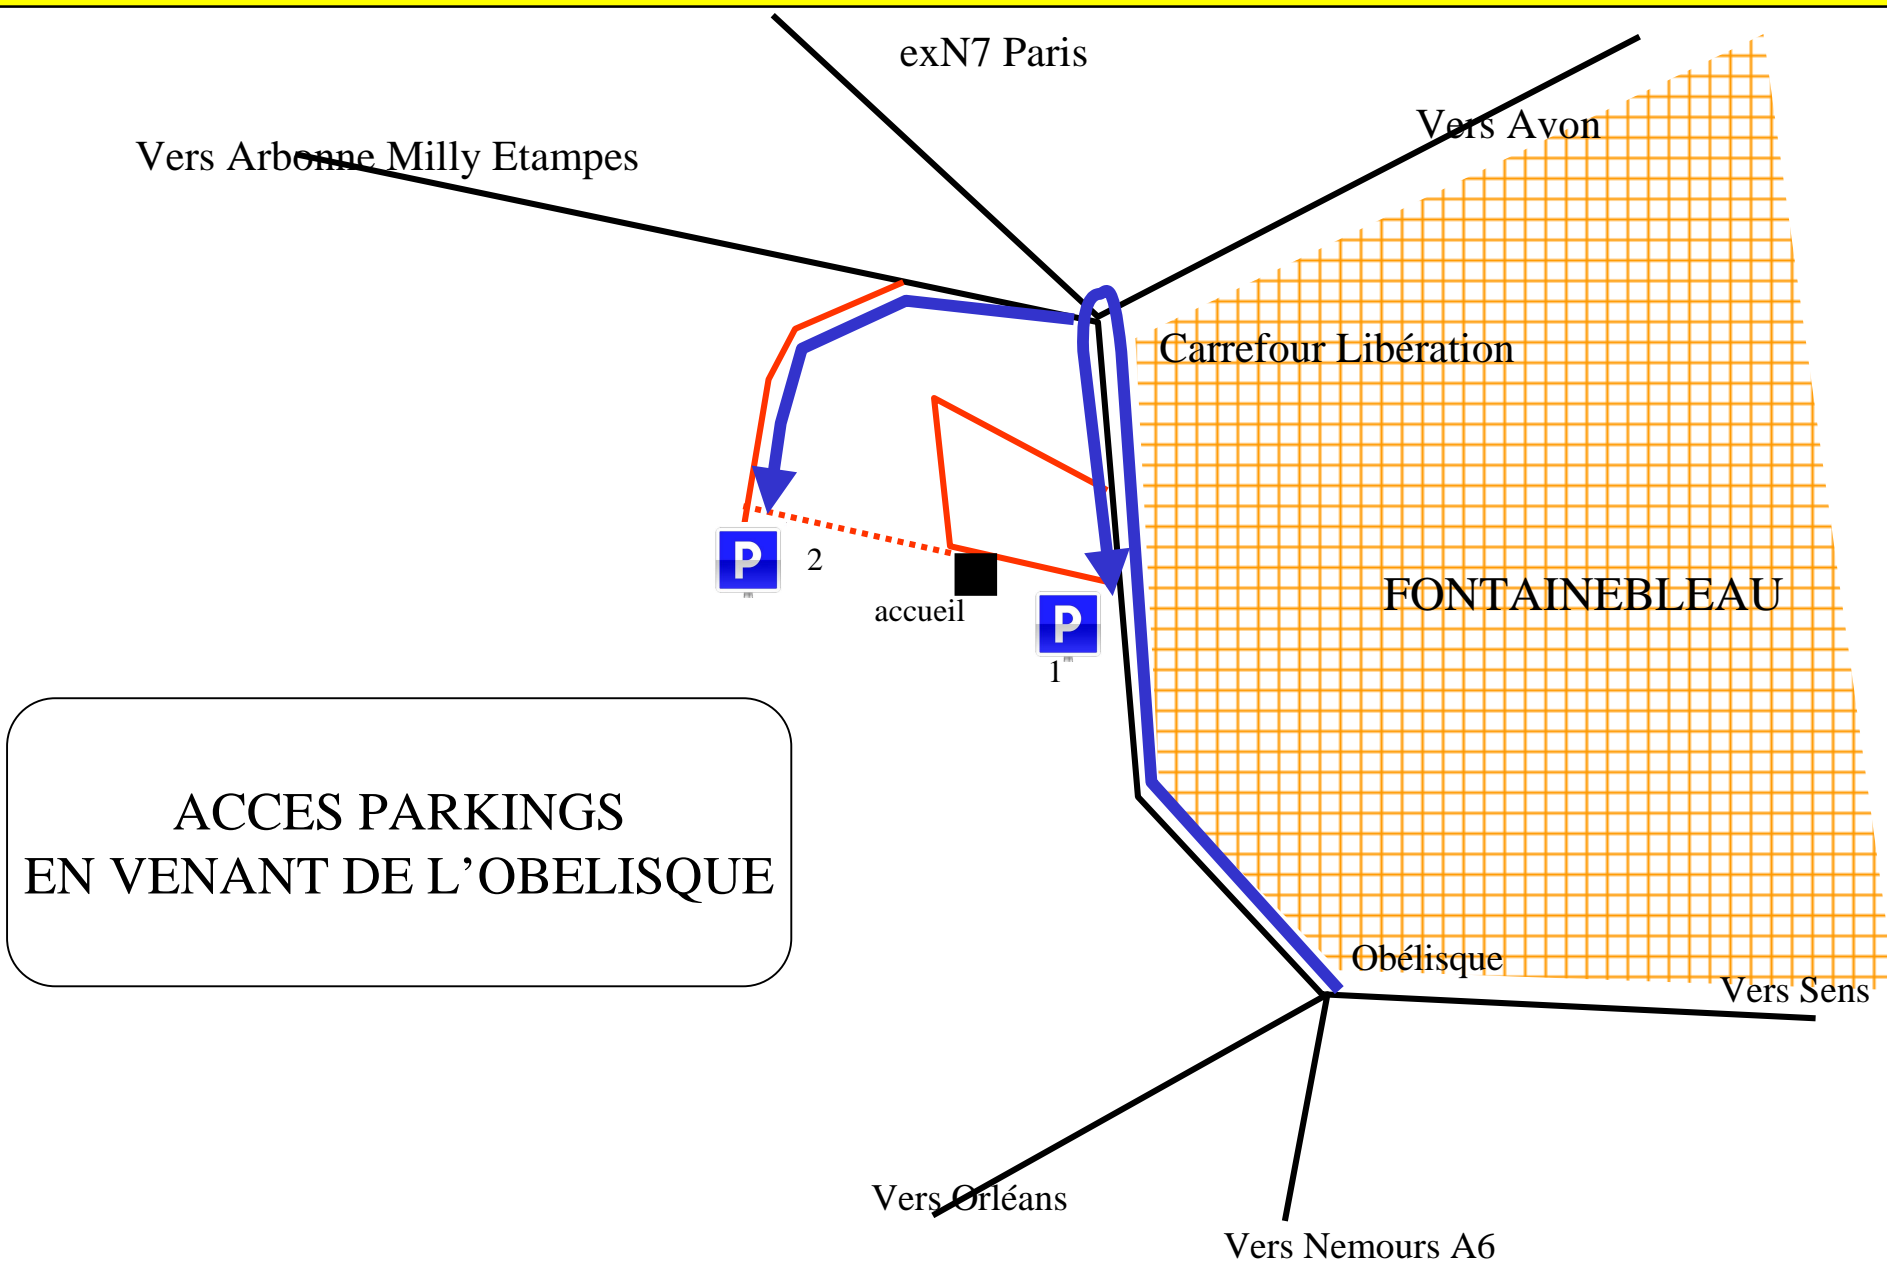 exN7 Paris
Vers Avon
Vers Arbonne Milly Etampes
Carrefour Libération
P
2
accueil
P
1
FONTAINEBLEAU
ACCES PARKINGS
EN VENANT DE L’OBELISQUE
Obélisque
Vers Sens
Vers Orléans
Vers Nemours A6